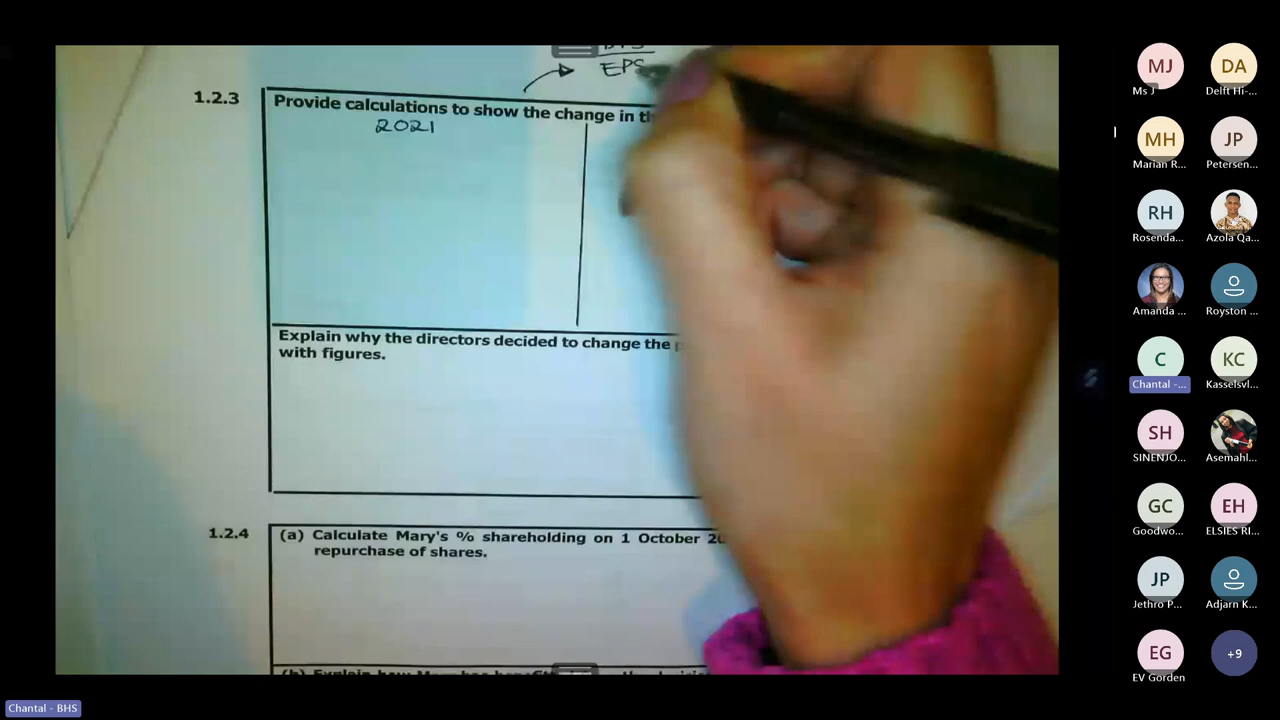 EPS
1.2.3
Provide calculations to show the change in th
2021
Explain why the directors decided to change the
with figures.
1.2.4
(a) Calculate Mary's % shareholding on 1 October 20
repurchase of shares.
MJ
Ms J
DA
Delft Hi-...
MH
Marian R...
JP
Petersen...
RH
Rosenda...
Azola Qa...
Amanda ...
Royston ...
C
Chantal -...
KC
Kasselsvl...
SH
SINENJO...
Asemahl...
GC
Goodwo...
EH
ELSIES RI...
JP
Jethro P...
Adjarn K...
EG
EV Gorden
+9
Chantal - BHS